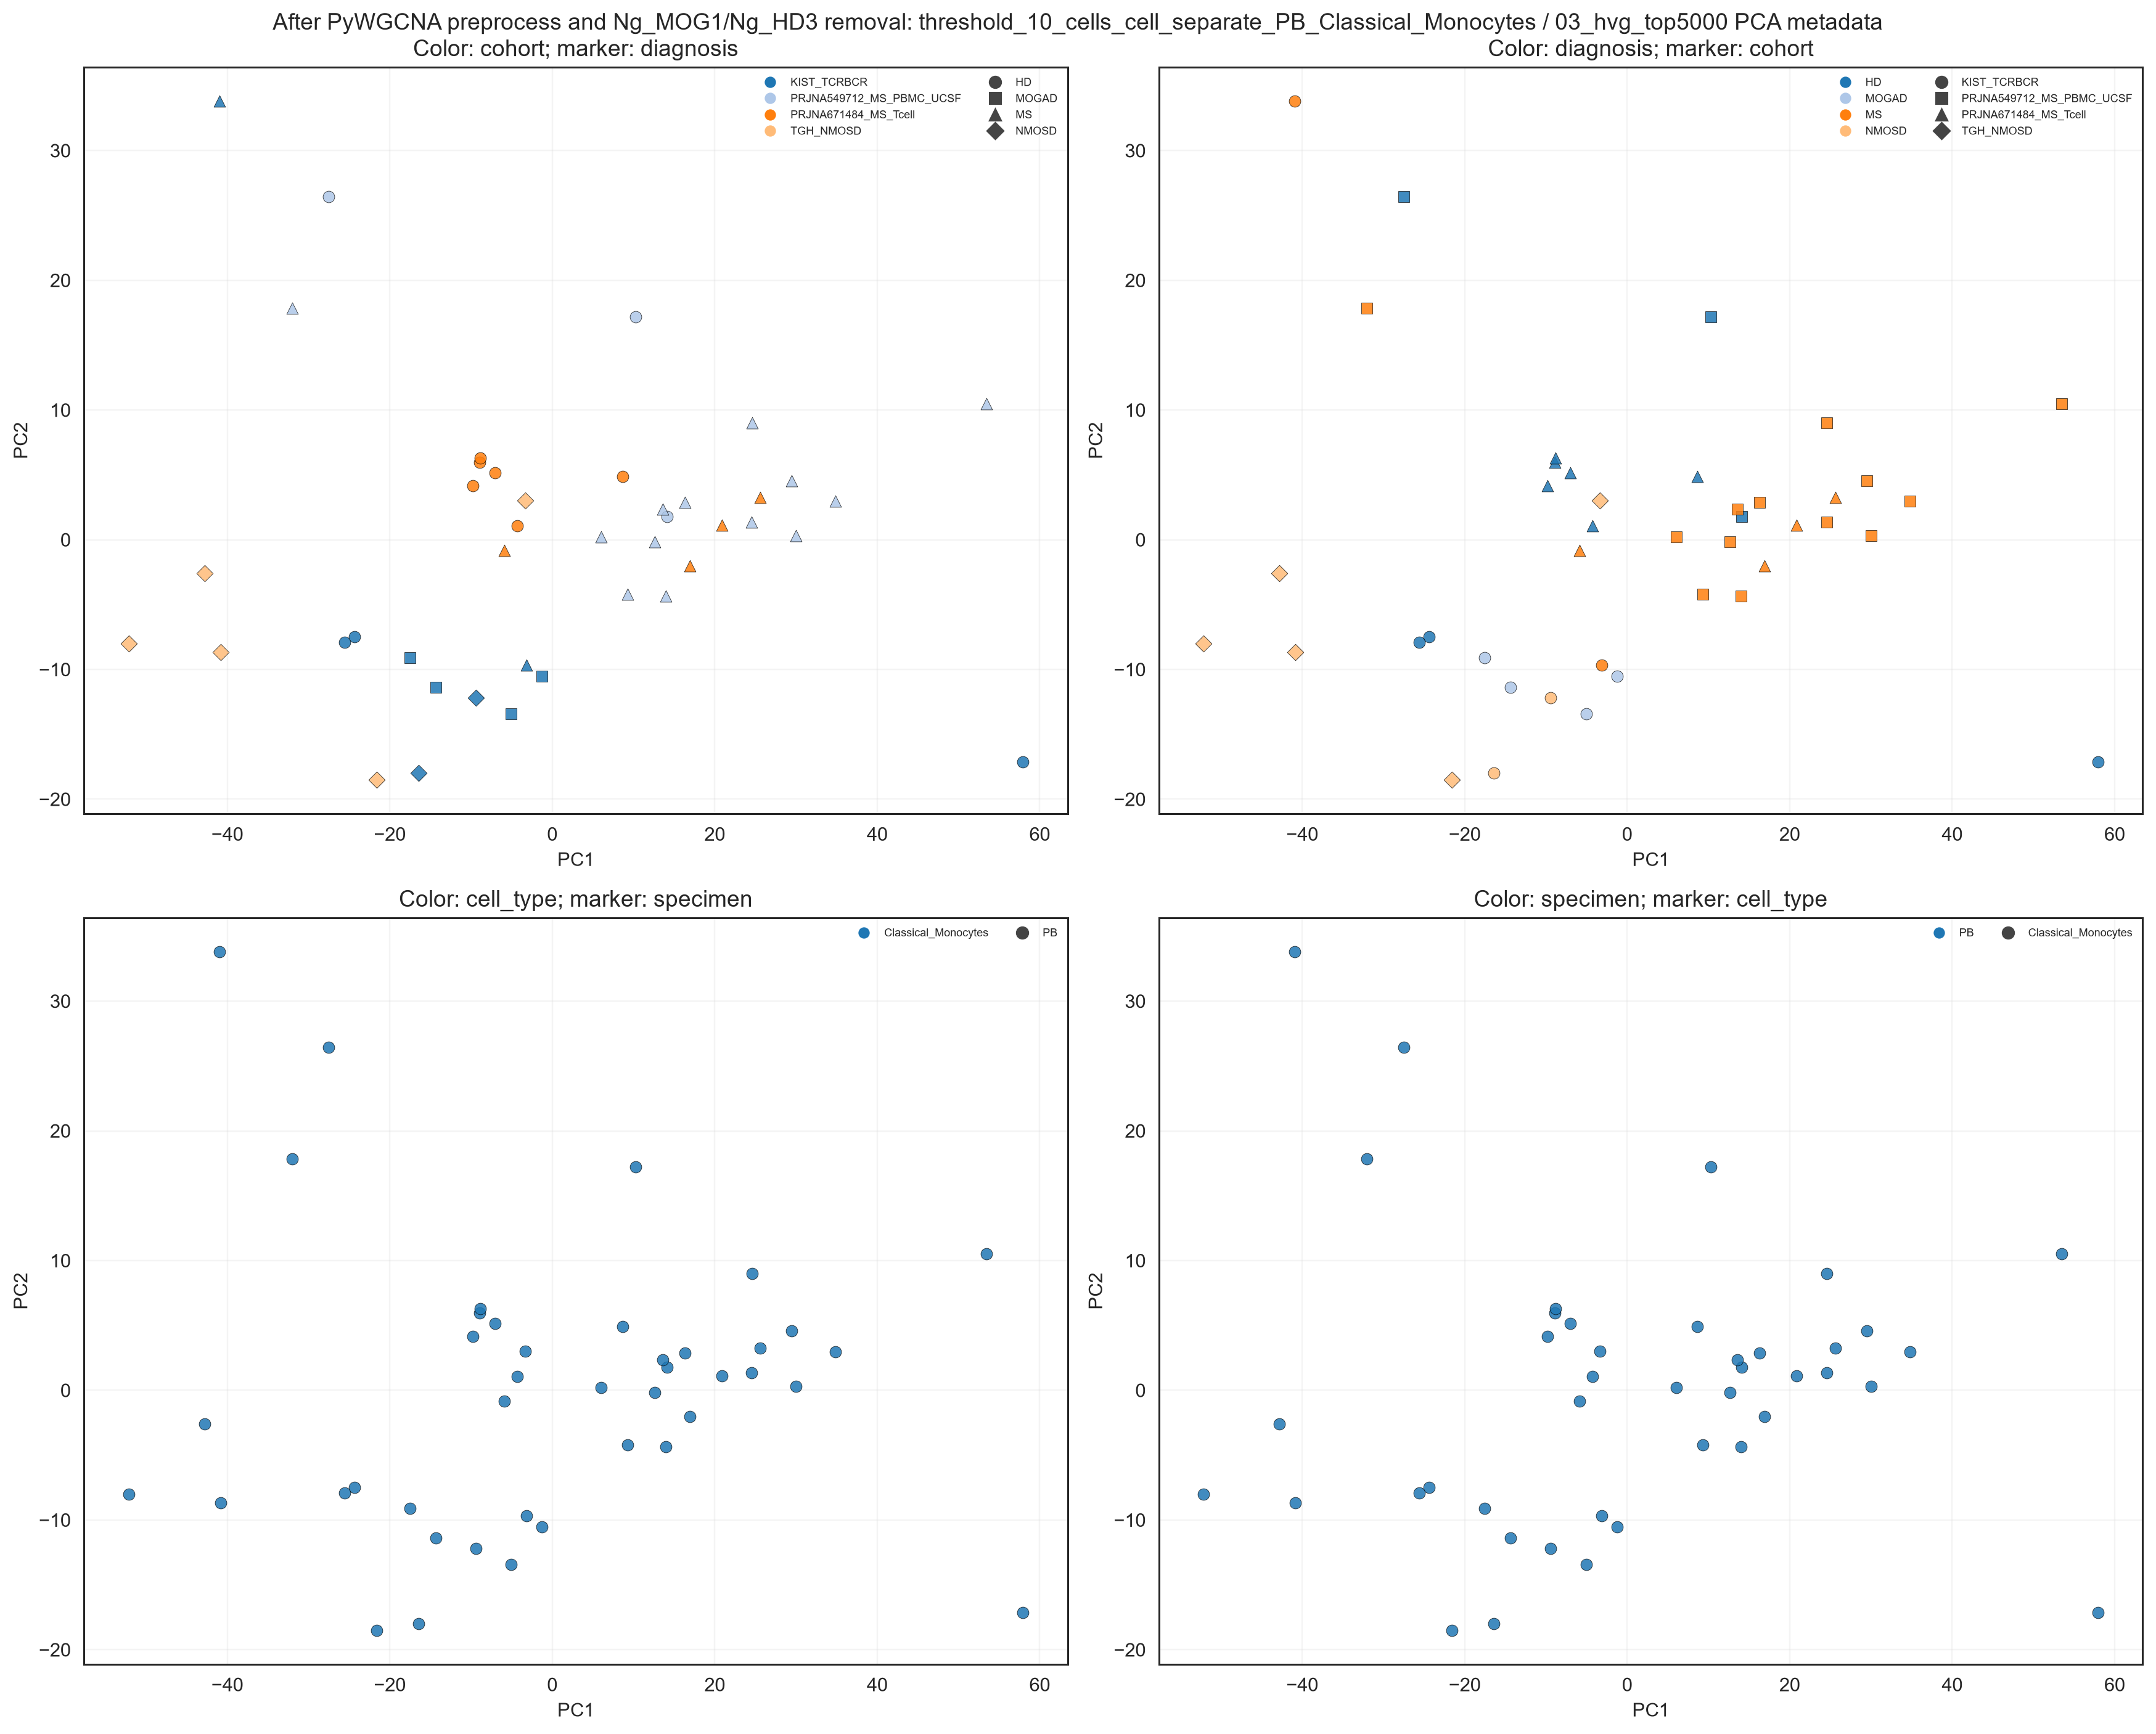 After PyWGCNA preprocess and Ng_MOG1/Ng_HD3 removal: threshold_10_cells_cell_separate_PB_Classical_Monocytes / 03_hvg_top5000 PCA metadata
Color: cohort; marker: diagnosis
KIST_TCRBCR
PRJNA549712_MS_PBMC_UCSF
PRJNA671484_MS_Tcell
TGH_NMOSD
HD
MOGAD
MS
NMOSD
30
20
10
0
−10
−20
PC2
−40
−20
0
20
40
60
PC1
Color: diagnosis; marker: cohort
HD
MOGAD
MS
NMOSD
KIST_TCRBCR
PRJNA549712_MS_PBMC_UCSF
PRJNA671484_MS_Tcell
TGH_NMOSD
30
20
10
0
−10
−20
PC2
−40
−20
0
20
40
60
PC1
Color: cell_type; marker: specimen
Classical_Monocytes
PB
30
20
10
0
−10
−20
PC2
−40
−20
0
20
40
60
PC1
Color: specimen; marker: cell_type
PB
Classical_Monocytes
30
20
10
0
−10
−20
PC2
−40
−20
0
20
40
60
PC1